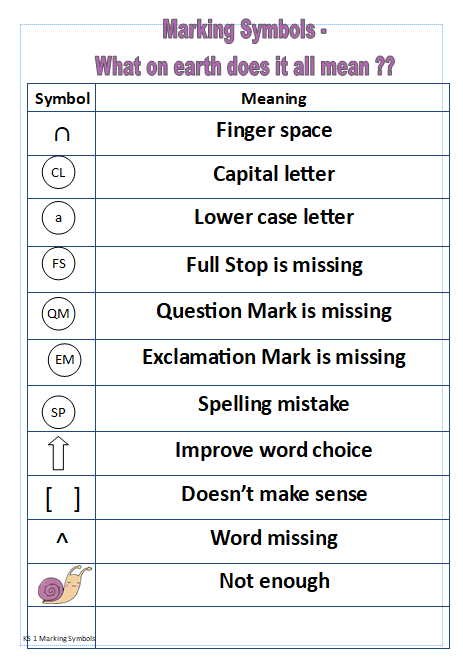 Marking Symbols -
What on earth does it all mean ??
Symbol Meaning
∩ Finger space
CL Capital letter
a Lower case letter
FS Full Stop is missing
QM Question Mark is missing
EM Exclamation Mark is missing
SP Spelling mistake
Improve word choice
[ ] Doesn’t make sense
^ Word missing
Not enough
KS 1 Marking Symbols